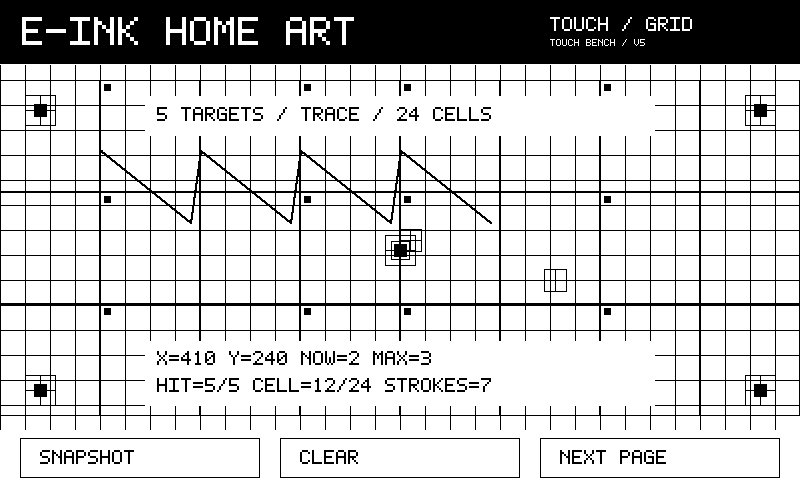 E-INK HOME ART
TOUCH / GRID
TOUCH BENCH / V5
5 TARGETS / TRACE / 24 CELLS
X=410 Y=240 NOW=2 MAX=3
HIT=5/5 CELL=12/24 STROKES=7
SNAPSHOT
CLEAR
NEXT PAGE